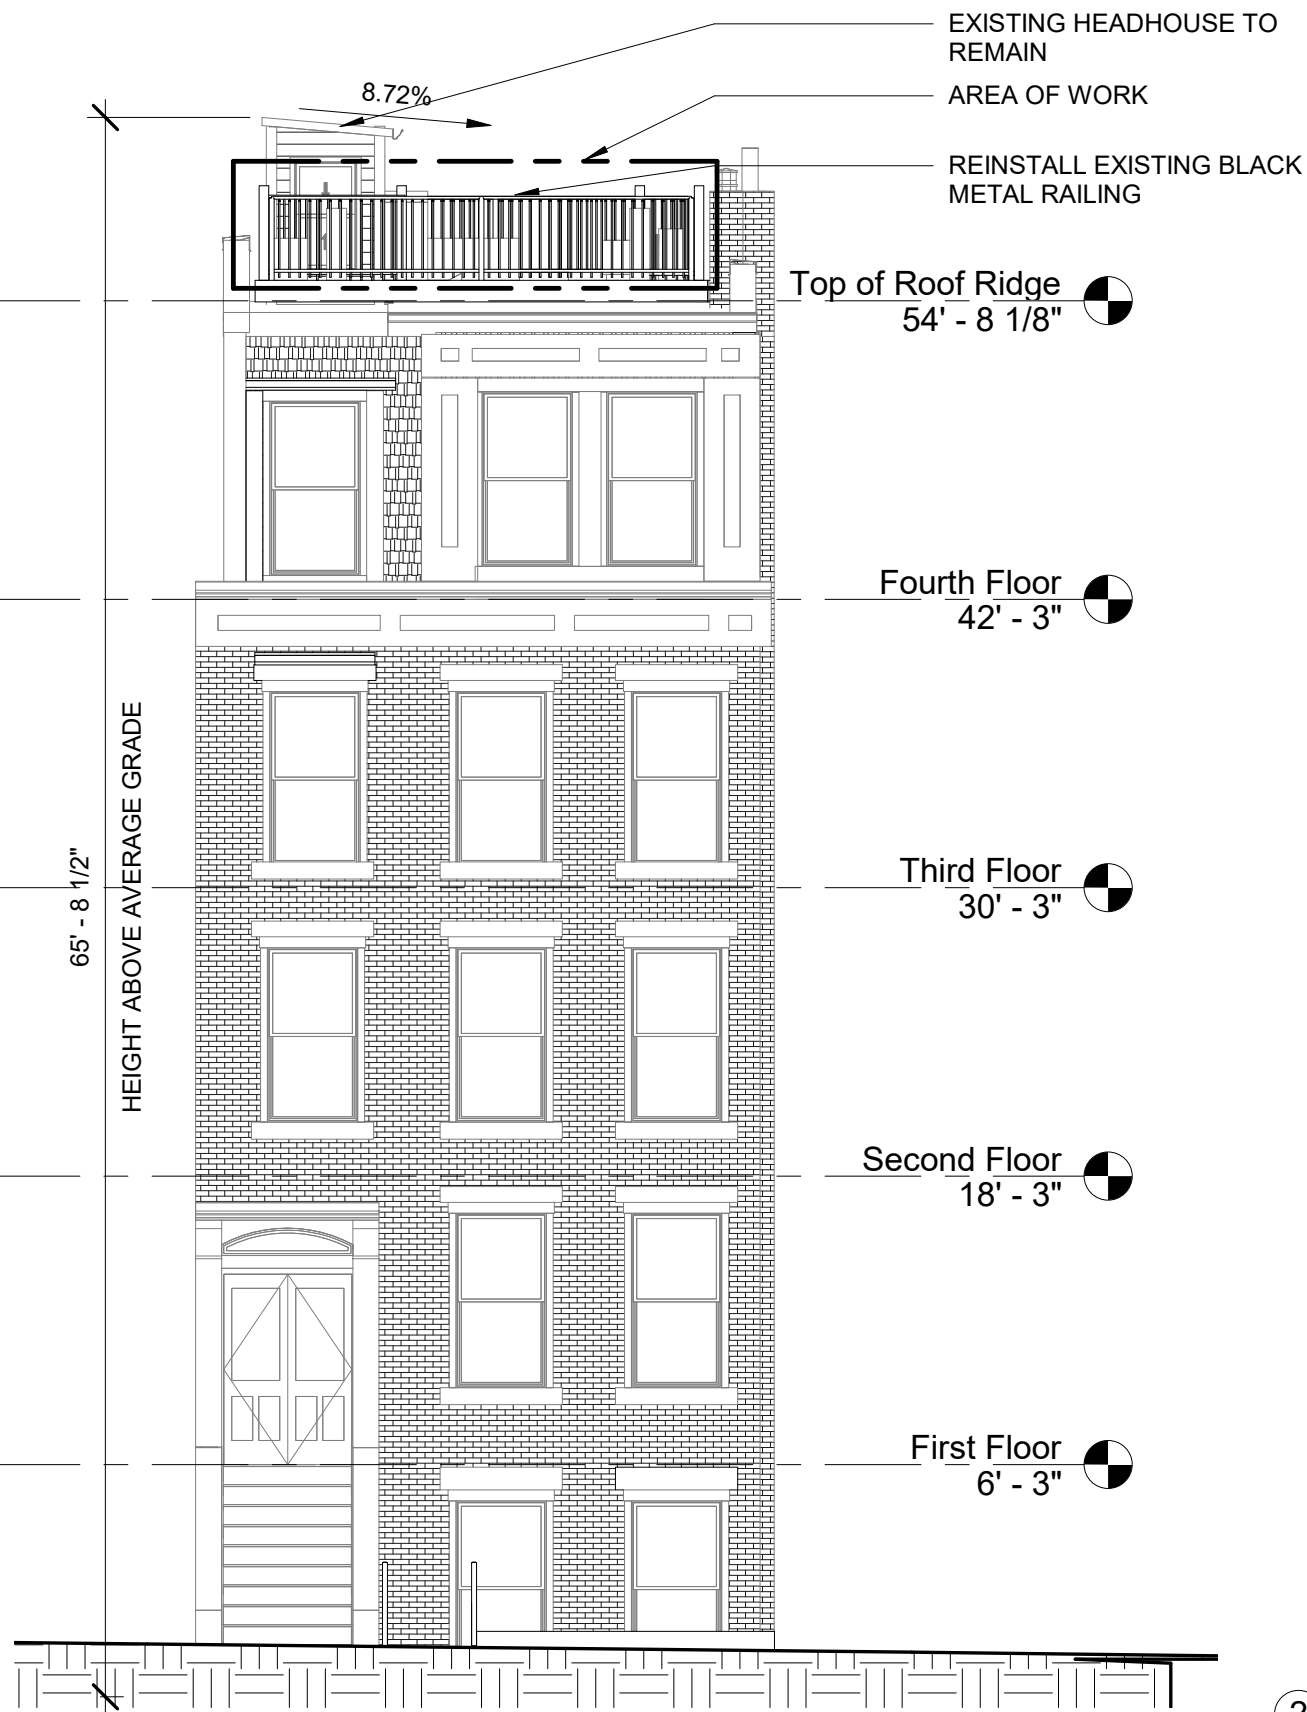 EXISTING HEADHOUSE TO
REMAIN
8.72%
AREA OF WORK
REINSTALL EXISTING BLACK
METAL RAILING
Top of Roof Ridge
54' - 8 1/8"
Fourth Floor
42' - 3"
65' - 8 1/2"
HEIGHT ABOVE AVERAGE GRADE
Third Floor
30' - 3"
Second Floor
18' - 3"
First Floor
6' - 3"